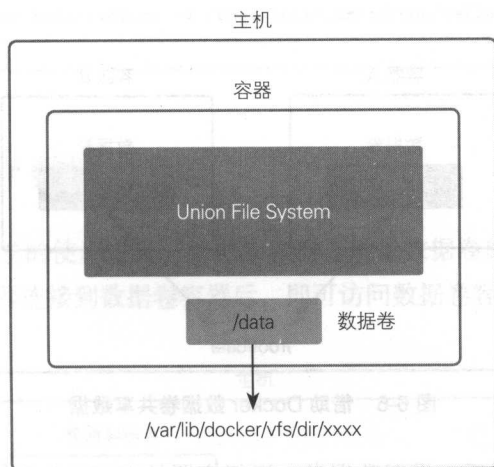 主机
容器
Union File System
/data 数据卷
/var/lib/docker/vfs/dir/xxxx